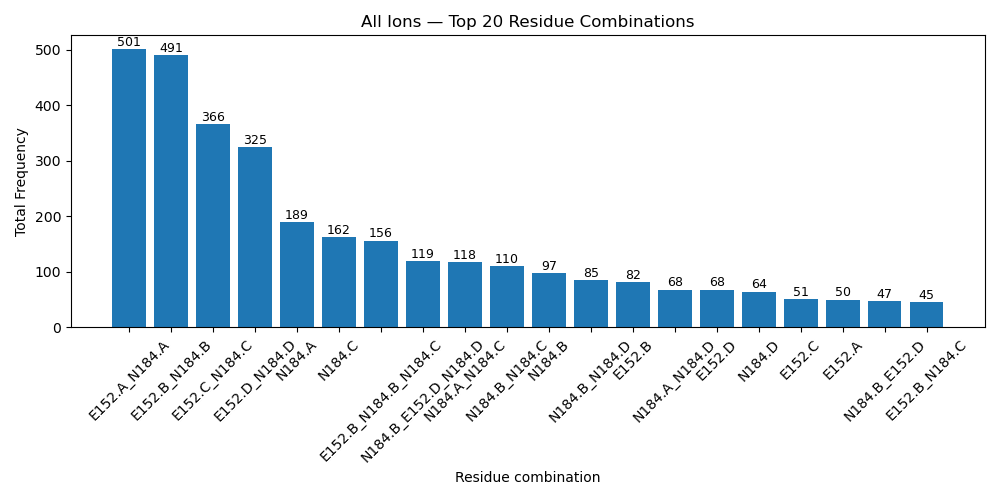 All Ions — Top 20 Residue Combinations
Total Frequency
500
400
300
200
100
0
501
491
366
325
189
162
156
119
118
110
97
85
82
68
68
64
51
50
47
45
E152.A_N184.A
E152.B_N184.B
E152.C_N184.C
E152.D_N184.D
N184.A
N184.C
E152.B_N184.B_N184.C
N184.B_E152.D_N184.D
N184.A_N184.C
N184.B_N184.C
N184.B
N184.B_N184.D
E152.B
N184.A_N184.D
E152.D
N184.D
E152.C
E152.A
N184.B_E152.D
E152.B_N184.C
Residue combination